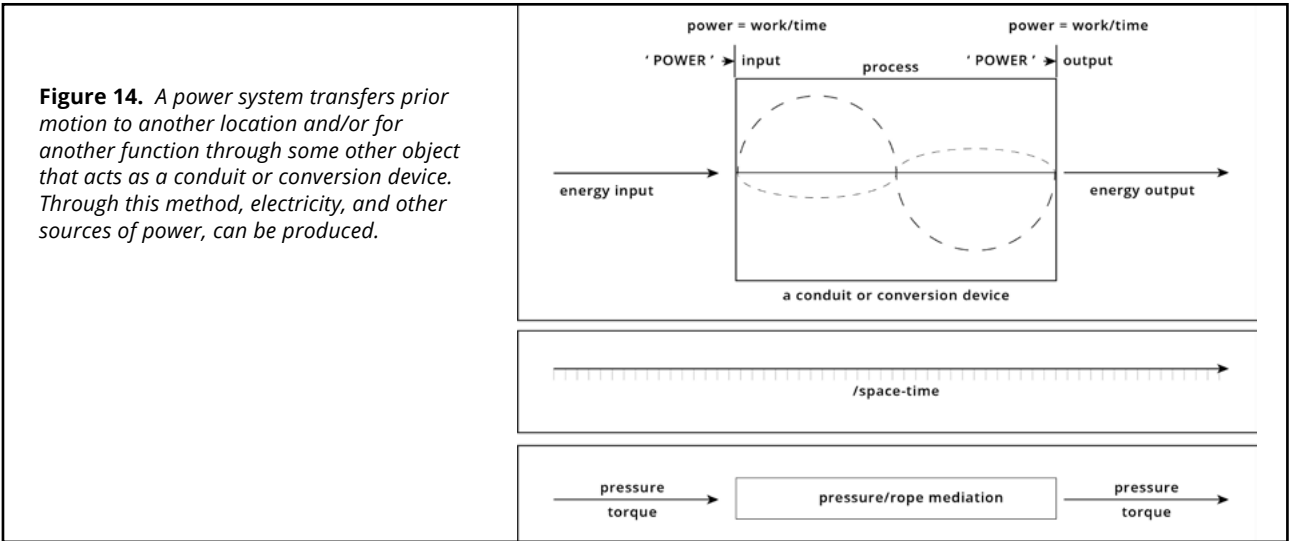 Figure 14. A power system transfers prior
motion to another location and/or for
another function through some other object
that acts as a conduit or conversion device.
Through this method, electricity, and other
sources of power, can be produced.
power = work/time power = work/time
' POWER ' input process ' POWER ' output
energy input energy output
a conduit or conversion device
/space-time
pressure pressure/rope mediation pressure
torque torque